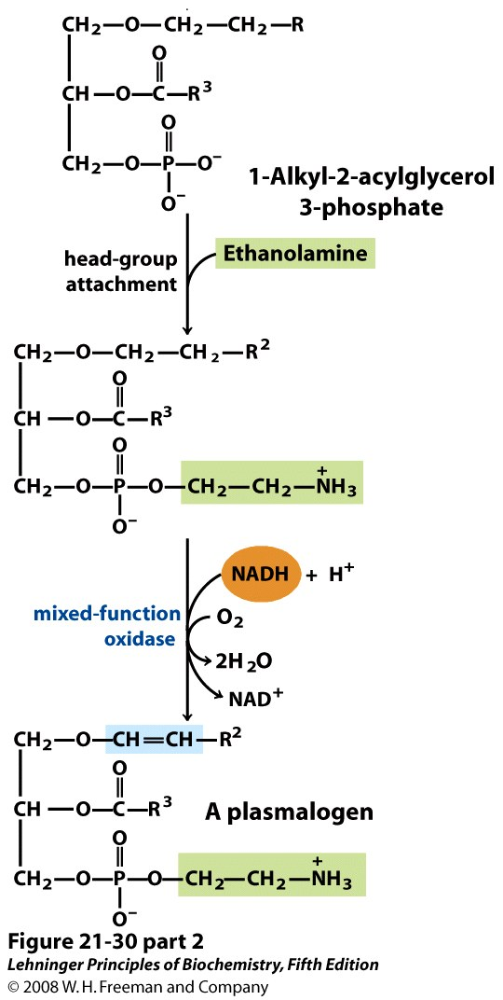 CH₂—O—CH₂—CH₂—R
O
CH—O—C—R³
O
CH₂—O—P—O⁻
O⁻
1-Alkyl-2-acylglycerol
3-phosphate
head-group
attachment
Ethanolamine
CH₂—O—CH₂—CH₂—R²
O
CH—O—C—R³
O
CH₂—O—P—O—CH₂—CH₂—N⁺H₃
O⁻
NADH + H⁺
mixed-function
oxidase
O₂
2H₂O
NAD⁺
CH₂—O—CH=CH—R²
O
CH—O—C—R³
A plasmalogen
O
CH₂—O—P—O—CH₂—CH₂—N⁺H₃
O⁻
Figure 21-30 part 2
Lehninger Principles of Biochemistry, Fifth Edition
© 2008 W. H. Freeman and Company